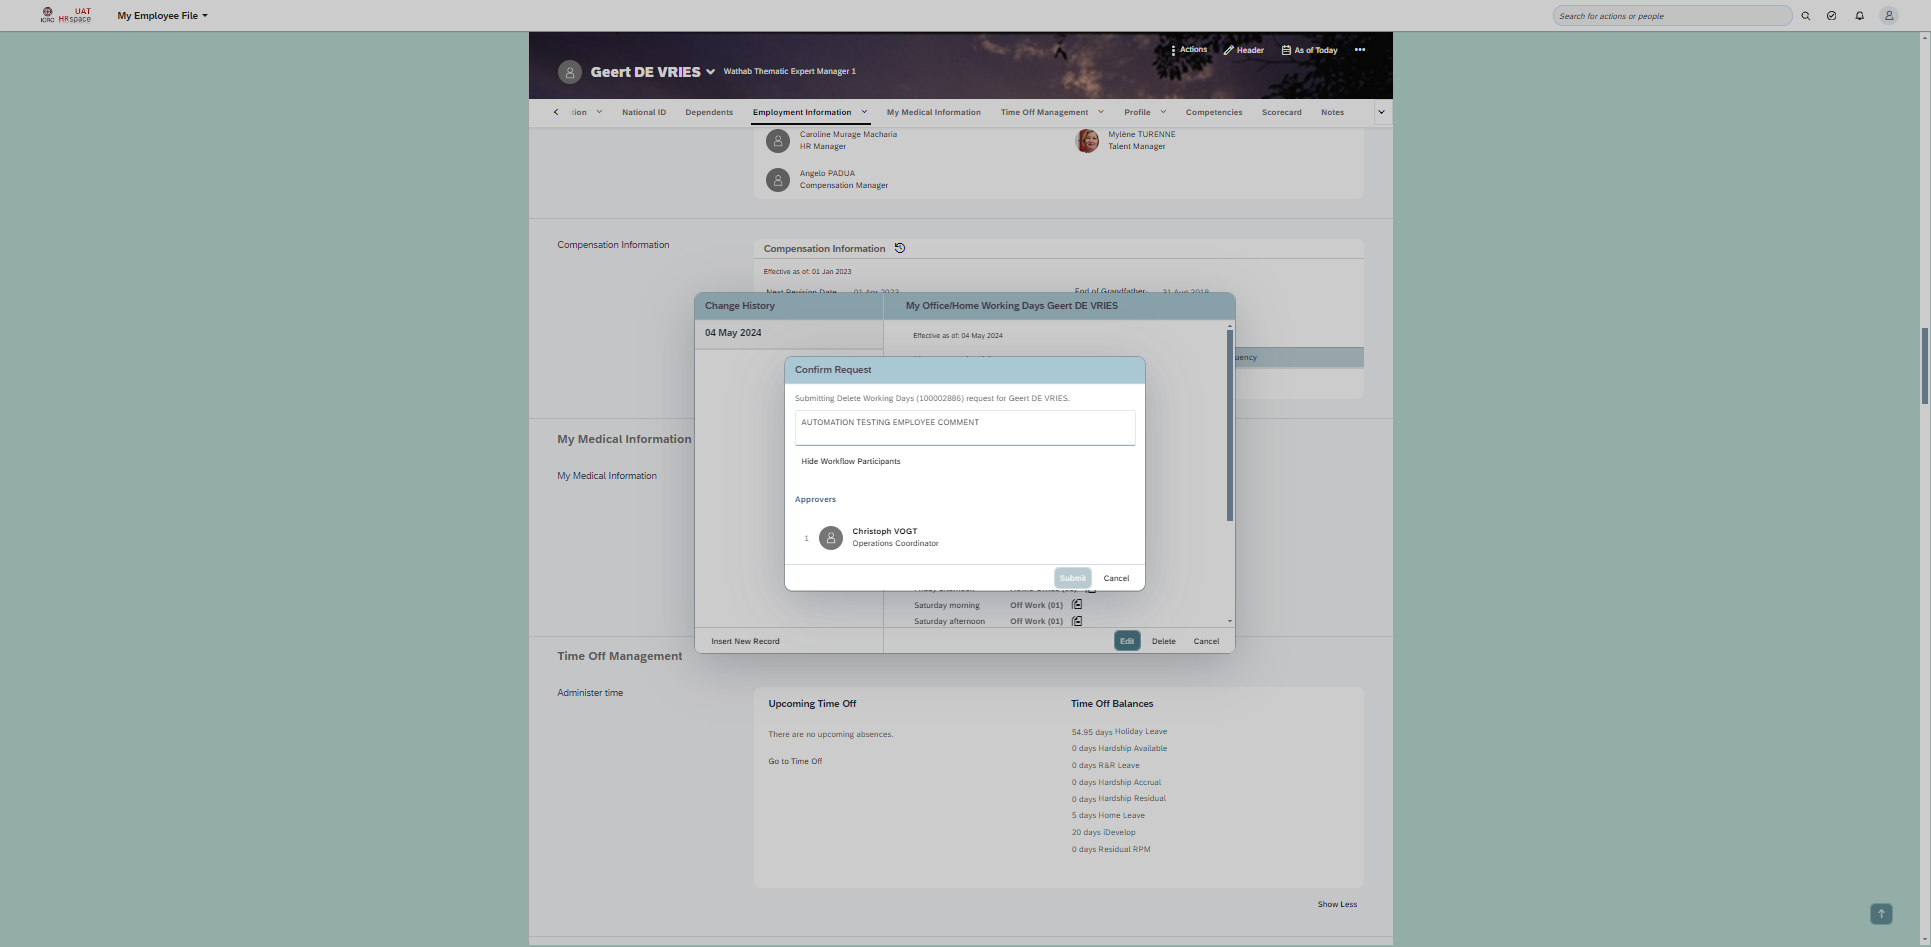 ICRC
UAT
HRspace
My Employee File
Search for actions or people
Actions
Header
As of Today
Geert DE VRIES
Wathab Thematic Expert Manager 1
tion
National ID
Dependents
Employment Information
My Medical Information
Time Off Management
Profile
Competencies
Scorecard
Notes
Caroline Murage Macharia
HR Manager
Mylène TURENNE
Talent Manager
Angelo PADUA
Compensation Manager
Compensation Information
Compensation Information
Effective as of: 01 Jan 2023
Next Revision Date
01 Apr 2023
End of Grandfather
31 Aug 2018
uency
Change History
My Office/Home Working Days Geert DE VRIES
04 May 2024
Effective as of: 04 May 2024
Confirm Request
Submitting Delete Working Days (100002886) request for Geert DE VRIES.
AUTOMATION TESTING EMPLOYEE COMMENT
Hide Workflow Participants
Approvers
1
Christoph VOGT
Operations Coordinator
Submit
Cancel
Saturday morning
Off Work (01)
Saturday afternoon
Off Work (01)
Insert New Record
Edit
Delete
Cancel
My Medical Information
My Medical Information
Time Off Management
Administer time
Upcoming Time Off
There are no upcoming absences.
Go to Time Off
Time Off Balances
54.95 days Holiday Leave
0 days Hardship Available
0 days R&R Leave
0 days Hardship Accrual
0 days Hardship Residual
5 days Home Leave
20 days iDevelop
0 days Residual RPM
Show Less